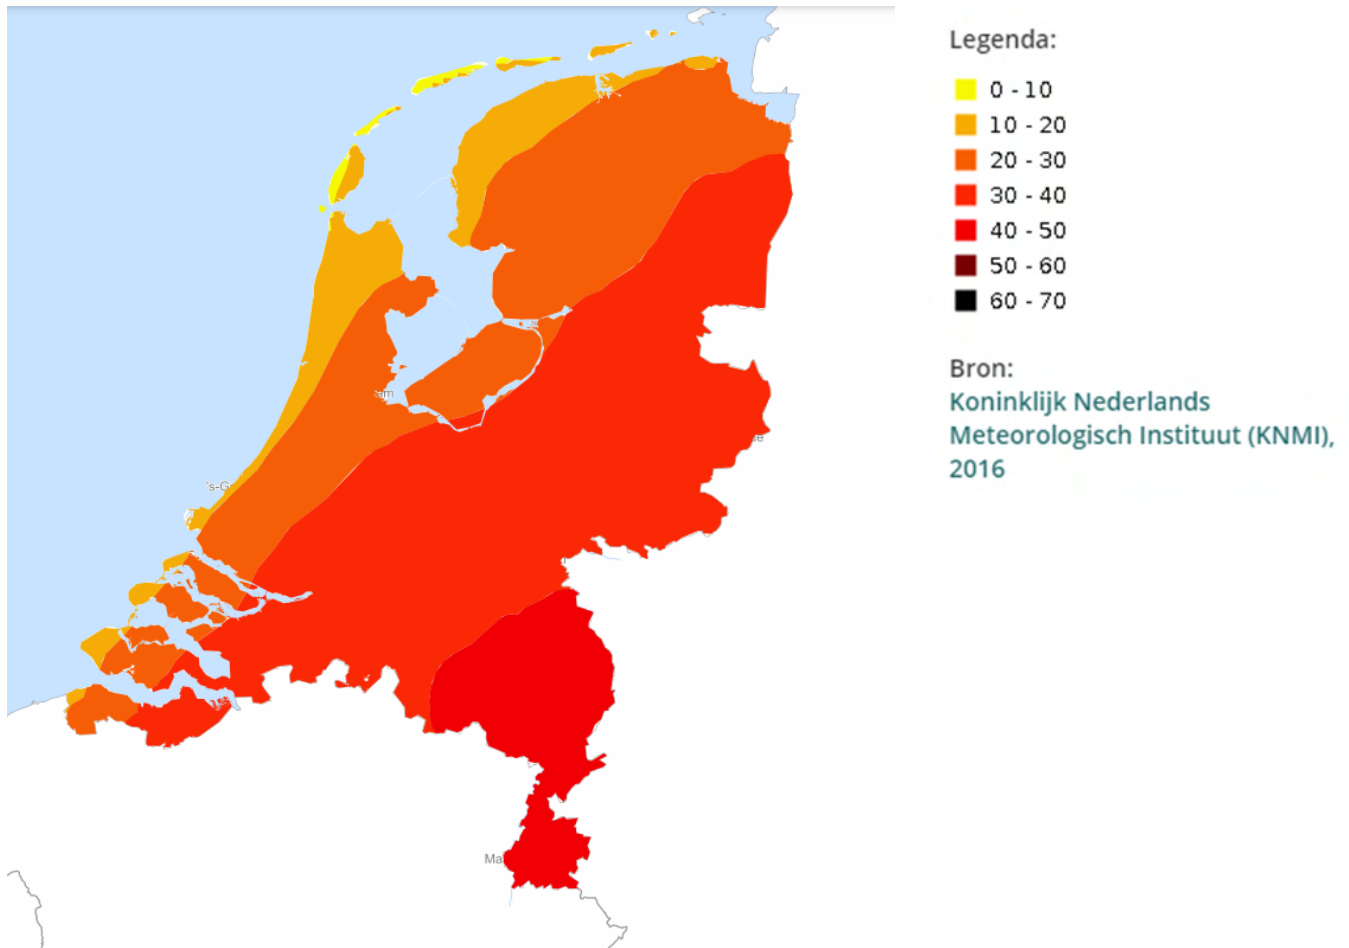 Legenda:
0 - 10
10 - 20
20 - 30
30 - 40
40 - 50
50 - 60
60 - 70
Bron:
Koninklijk Nederlands
Meteorologisch Instituut (KNMI),
2016
's-G
Ma